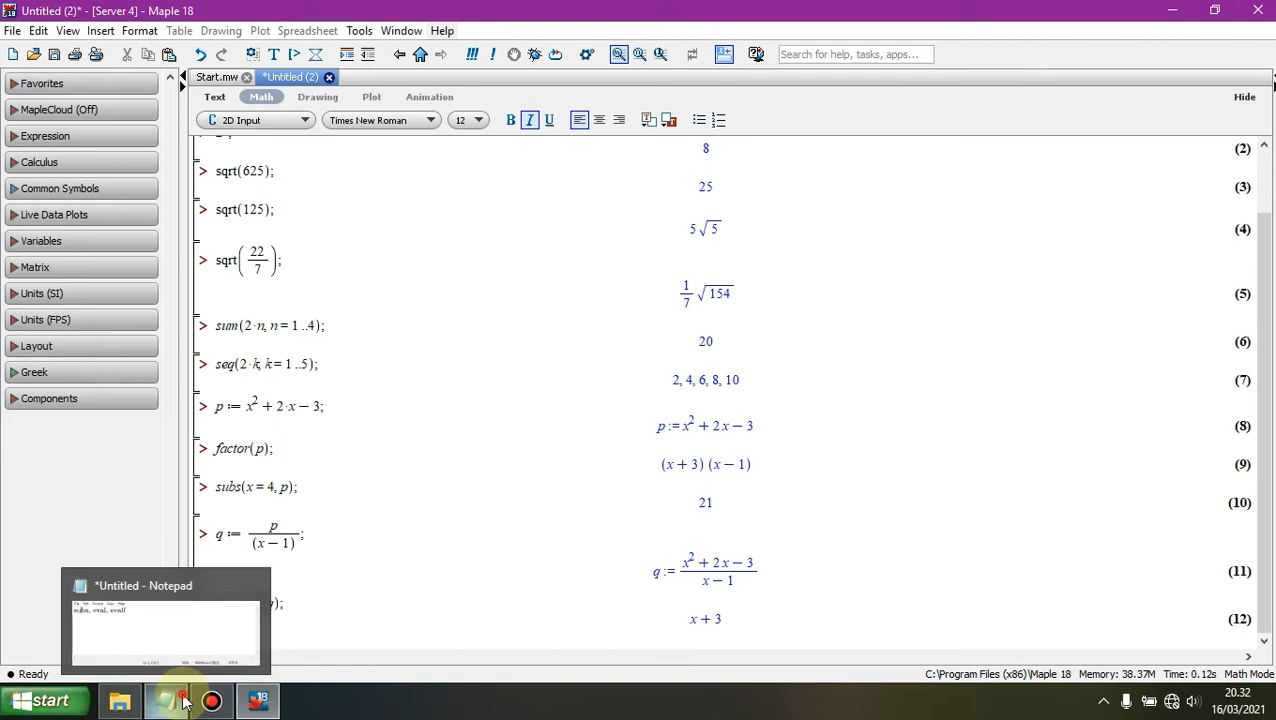 Untitled (2)* - [Server 4] - Maple 18
File Edit View Insert Format Table Drawing Plot Spreadsheet Tools Window Help
Search for help, tasks, apps...
Favorites
MapleCloud (Off)
Expression
Calculus
Common Symbols
Live Data Plots
Variables
Matrix
Units (SI)
Units (FPS)
Layout
Greek
Components
Start.mw *Untitled (2)
Text Math Drawing Plot Animation Hide
C 2D Input Times New Roman 12 B I U
8 (2)
> sqrt(625);
25 (3)
> sqrt(125);
5√5 (4)
> sqrt(22/7);
1/7 √154 (5)
> sum(2·n, n = 1 ..4);
20 (6)
> seq(2·k, k = 1 ..5);
2, 4, 6, 8, 10 (7)
> p := x² + 2·x − 3;
p := x² + 2 x − 3 (8)
> factor(p);
(x + 3) (x − 1) (9)
> subs(x = 4, p);
21 (10)
> q := p/(x − 1);
q := (x² + 2 x − 3)/(x − 1) (11)
);
x + 3 (12)
*Untitled - Notepad
subs, eval, evalf
Ready
C:\Program Files (x86)\Maple 18 Memory: 38.37M Time: 0.12s Math Mode
start
18
20.32
16/03/2021